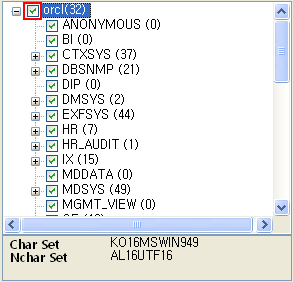 orcl(32)
ANONYMOUS (0)
BI (0)
CTXSYS (37)
DBSNMP (21)
DIP (0)
DMSYS (2)
EXFSYS (44)
HR (7)
HR_AUDIT (1)
IX (15)
MDDATA (0)
MDSYS (49)
MGMT_VIEW (0)
Char Set KO16MSWIN949
Nchar Set AL16UTF16